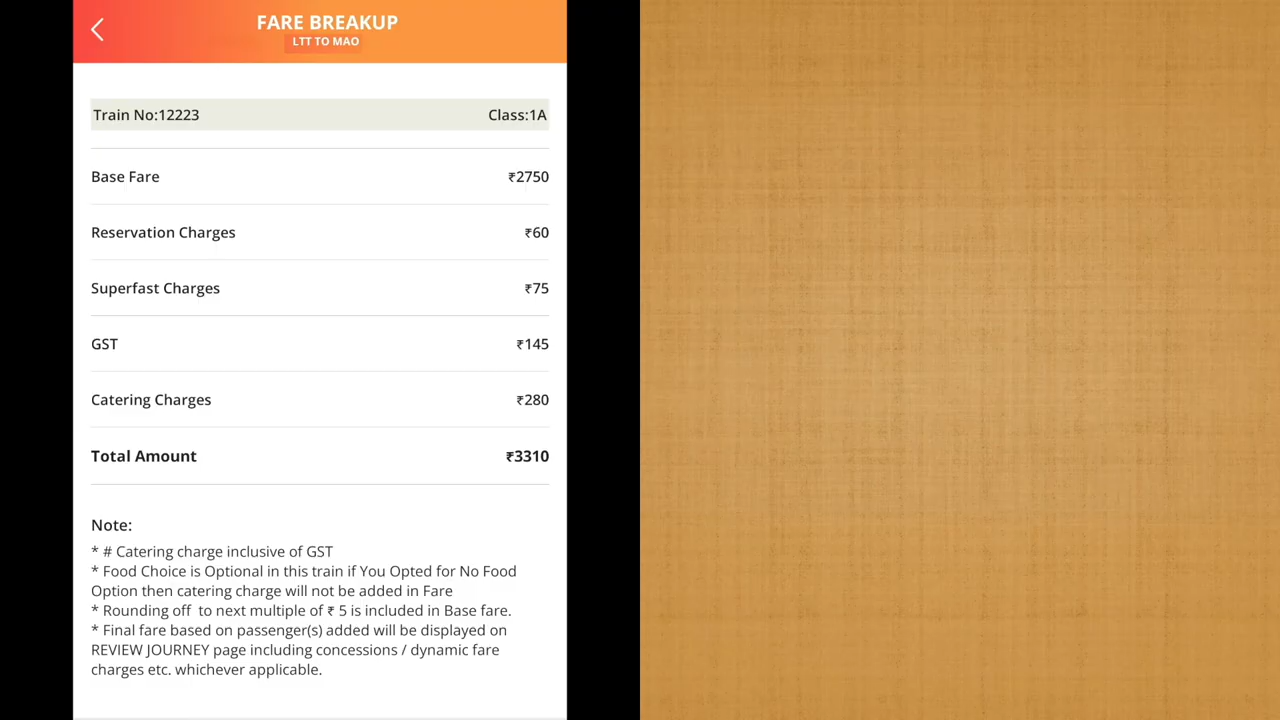 FARE BREAKUP
LTT TO MAO
Train No:12223 Class:1A
Base Fare ₹2750
Reservation Charges ₹60
Superfast Charges ₹75
GST ₹145
Catering Charges ₹280
Total Amount ₹3310
Note:
* # Catering charge inclusive of GST
* Food Choice is Optional in this train if You Opted for No Food
Option then catering charge will not be added in Fare
* Rounding off to next multiple of ₹ 5 is included in Base fare.
* Final fare based on passenger(s) added will be displayed on
REVIEW JOURNEY page including concessions / dynamic fare
charges etc. whichever applicable.